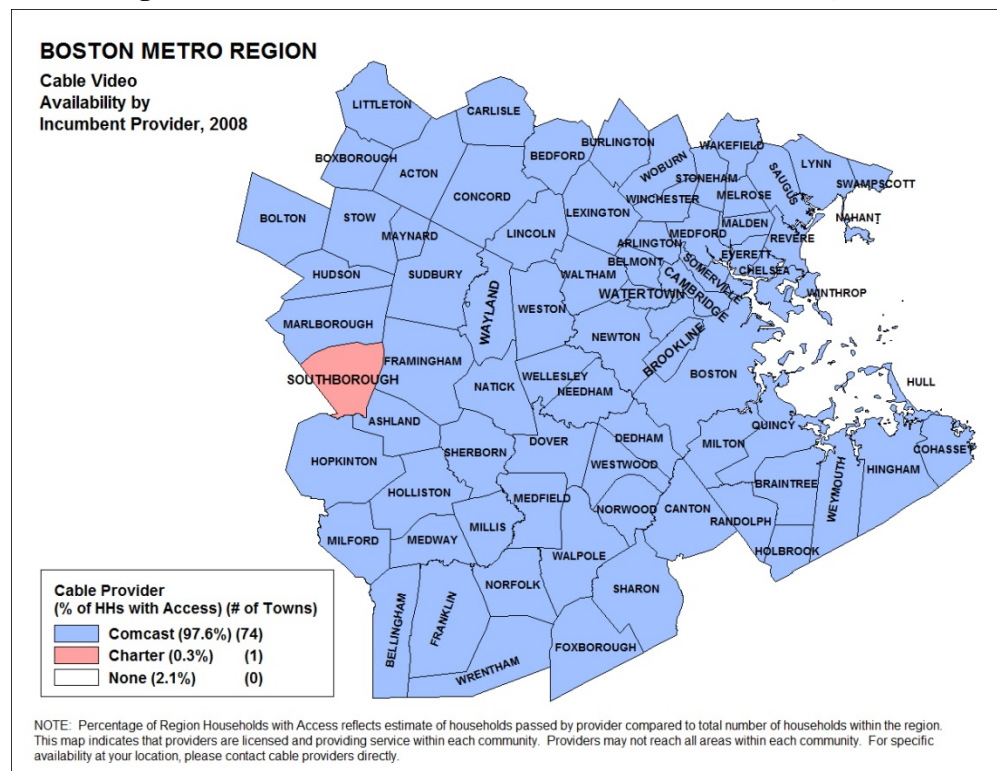 BOSTON METRO REGION
Cable Video
Availability by
Incumbent Provider, 2008
LITTLETON
CARLISLE
BURLINGTON
WAKEFIELD
BOXBOROUGH
BEDFORD
WOBURN
LYNN
ACTON
STONEHAM
SAUGUS
SWAMPSCOTT
CONCORD
WINCHESTER
MELROSE
BOLTON
STOW
LEXINGTON
NAHANT
MALDEN
MAYNARD
LINCOLN
MEDFORD
REVERE
ARLINGTON
EVERETT
BELMONT
SOMERVILLE
CHELSEA
HUDSON
SUDBURY
WALTHAM
CAMBRIDGE
WINTHROP
WATERTOWN
WAYLAND
WESTON
MARLBOROUGH
NEWTON
BROOKLINE
FRAMINGHAM
BOSTON
SOUTHBOROUGH
WELLESLEY
NATICK
NEEDHAM
HULL
ASHLAND
QUINCY
DOVER
DEDHAM
MILTON
COHASSET
SHERBORN
HOPKINTON
WESTWOOD
HINGHAM
BRAINTREE
WEYMOUTH
HOLLISTON
MEDFIELD
NORWOOD
CANTON
RANDOLPH
MILLIS
MILFORD
MEDWAY
WALPOLE
HOLBROOK
NORFOLK
SHARON
BELLINGHAM
FRANKLIN
FOXBOROUGH
WRENTHAM
Cable Provider
(% of HHs with Access) (# of Towns)
Comcast (97.6%) (74)
Charter (0.3%) (1)
None (2.1%) (0)
NOTE: Percentage of Region Households with Access reflects estimate of households passed by provider compared to total number of households within the region.
This map indicates that providers are licensed and providing service within each community. Providers may not reach all areas within each community. For specific
availability at your location, please contact cable providers directly.